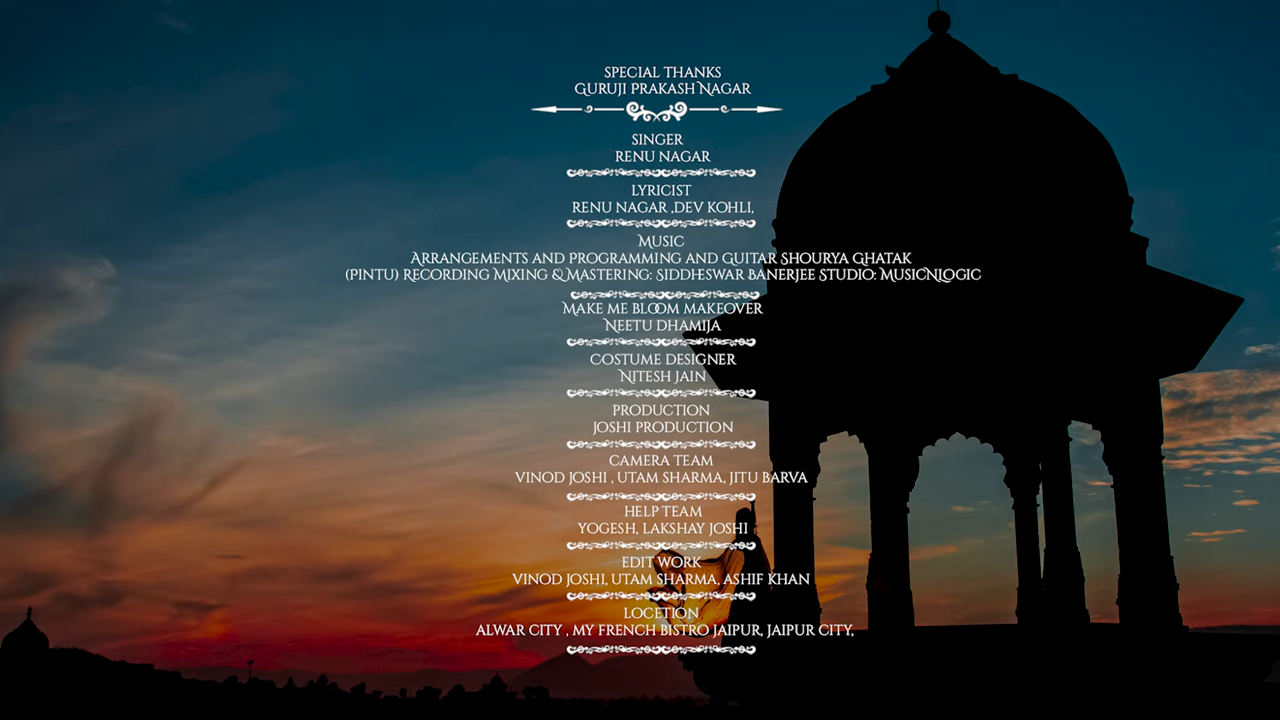 SPECIAL THANKS
GURUJI PRAKASH NAGAR
SINGER
RENU NAGAR
LYRICIST
RENU NAGAR ,DEV KOHLI,
MUSIC
ARRANGEMENTS AND PROGRAMMING AND GUITAR SHOURYA GHATAK
(PINTU) RECORDING MIXING & MASTERING: SIDDHESWAR BANERJEE STUDIO: MUSICNLOGIC
MAKE ME BLOOM MAKEOVER
NEETU DHAMIJA
COSTUME DESIGNER
NITESH JAIN
PRODUCTION
JOSHI PRODUCTION
CAMERA TEAM
VINOD JOSHI , UTAM SHARMA, JITU BARVA
HELP TEAM
YOGESH, LAKSHAY JOSHI
EDIT WORK
VINOD JOSHI, UTAM SHARMA, ASHIF KHAN
LOCETION
ALWAR CITY , MY FRENCH BISTRO JAIPUR, JAIPUR CITY,